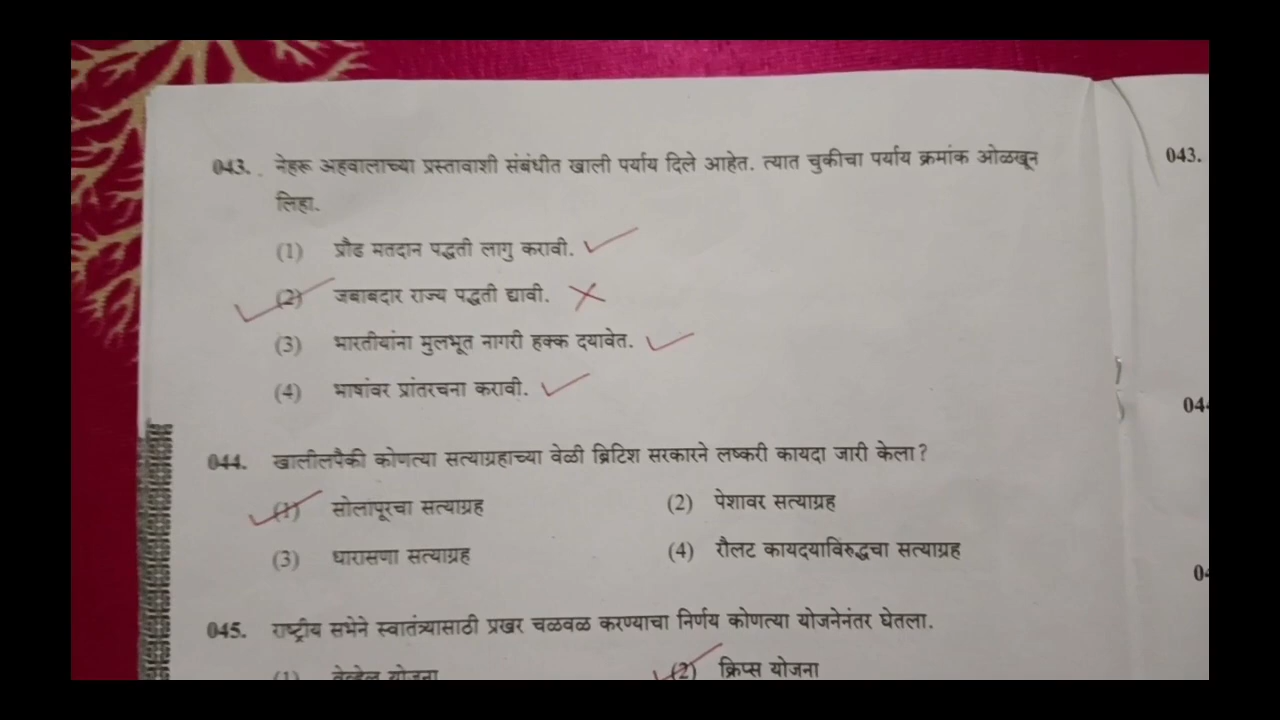 043. नेहरू अहवालाच्या प्रस्तावाशी संबंधीत खाली पर्याय दिले आहेत. त्यात चुकीचा पर्याय क्रमांक ओळखून
लिहा.
(1) प्रौढ मतदान पद्धती लागु करावी.
(2) जबाबदार राज्य पद्धती द्यावी.
(3) भारतीयांना मुलभूत नागरी हक्क दयावेत.
(4) भाषांवर प्रांतरचना करावी.
044. खालीलपैकी कोणत्या सत्याग्रहाच्या वेळी ब्रिटिश सरकारने लष्करी कायदा जारी केला?
(1) सोलापूरचा सत्याग्रह (2) पेशावर सत्याग्रह
(3) धारासणा सत्याग्रह (4) रौलट कायदयाविरुद्धचा सत्याग्रह
045. राष्ट्रीय सभेने स्वातंत्र्यासाठी प्रखर चळवळ करण्याचा निर्णय कोणत्या योजनेनंतर घेतला.
(1) वेव्हेल योजना (2) क्रिप्स योजना
043.